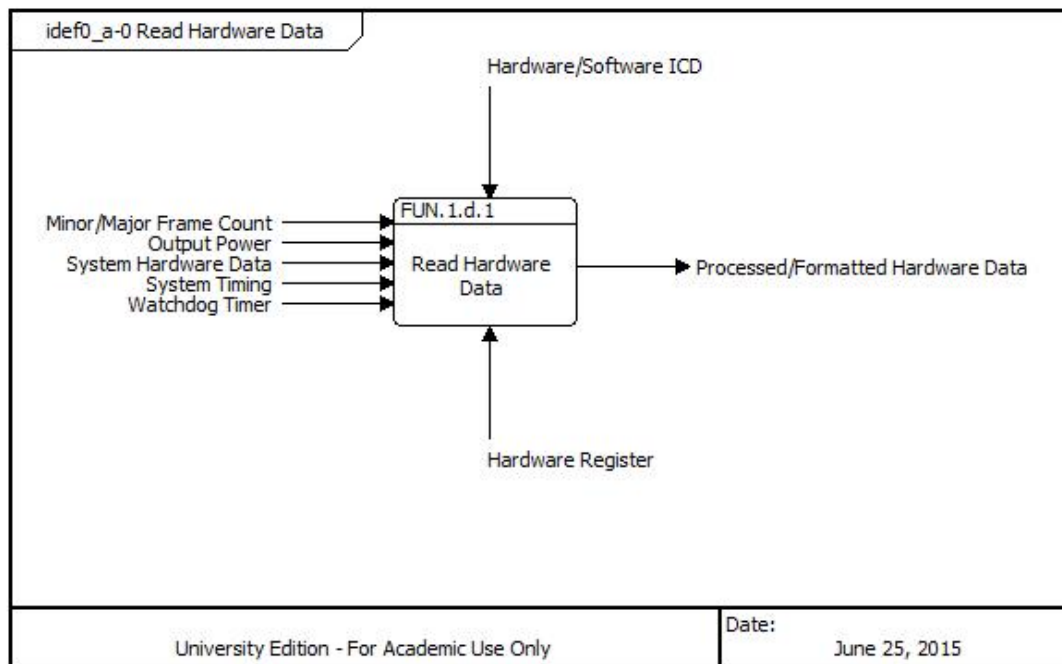 idef0_a-0 Read Hardware Data
Hardware/Software ICD
FUN.1.d.1
Minor/Major Frame Count
Output Power
System Hardware Data
System Timing
Watchdog Timer
Read Hardware
Data
Processed/Formatted Hardware Data
Hardware Register
University Edition - For Academic Use Only
Date:
June 25, 2015